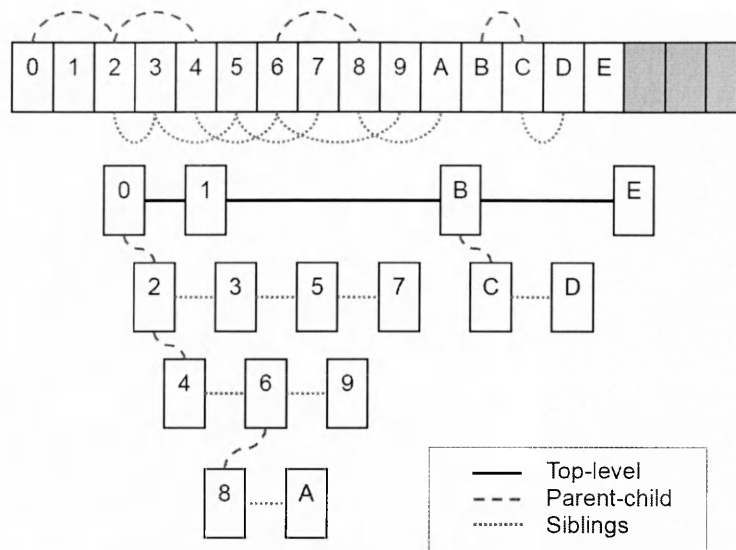 0 1 2 3 4 5 6 7 8 9 A B C D E
0 1 B E
2 3 5 7 C D
4 6 9
8 A
Top-level
Parent-child
Siblings